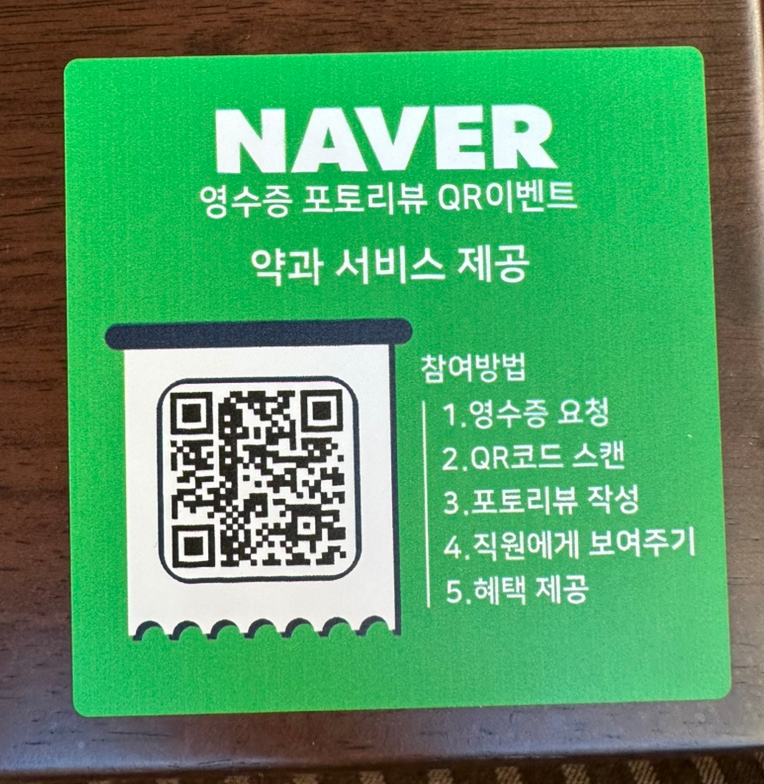 NAVER
영수증 포토리뷰 QR이벤트
약과 서비스 제공
참여방법
1.영수증 요청
2.QR코드 스캔
3.포토리뷰 작성
4.직원에게 보여주기
5.혜택 제공